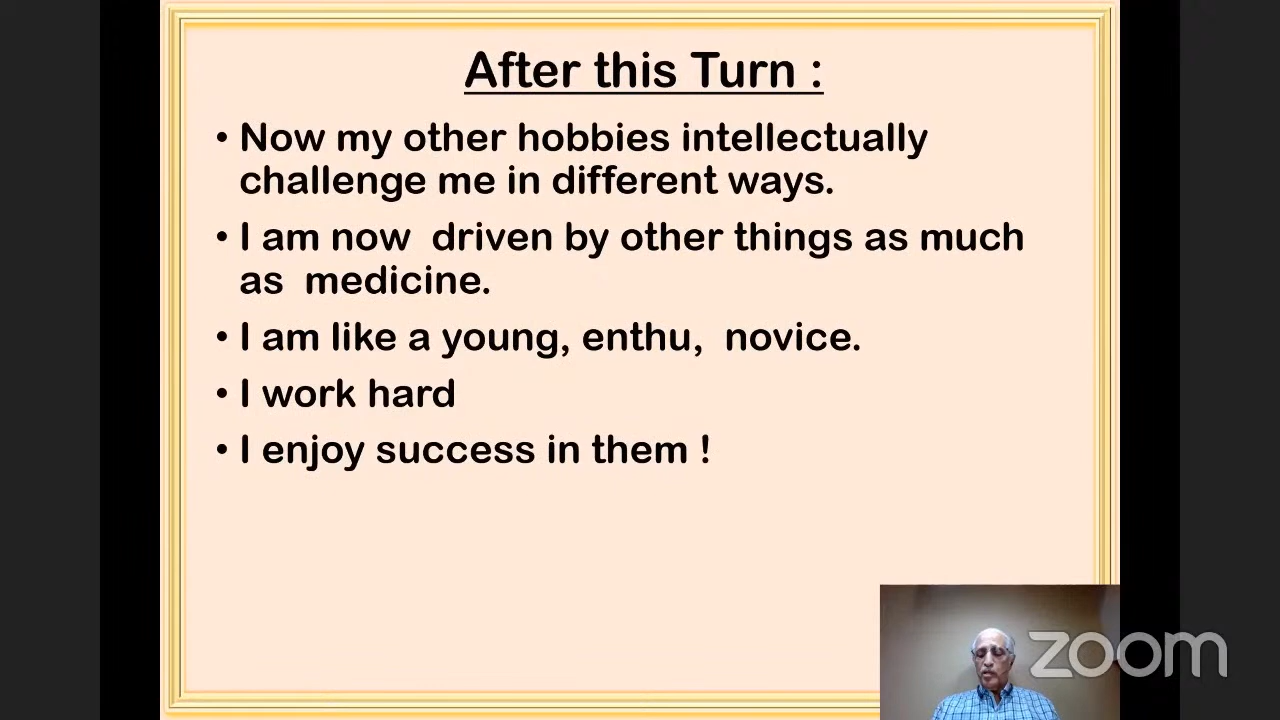 After this Turn :
• Now my other hobbies intellectually
challenge me in different ways.
• I am now  driven by other things as much
as  medicine.
• I am like a young, enthu,  novice.
• I work hard
• I enjoy success in them !
zoom